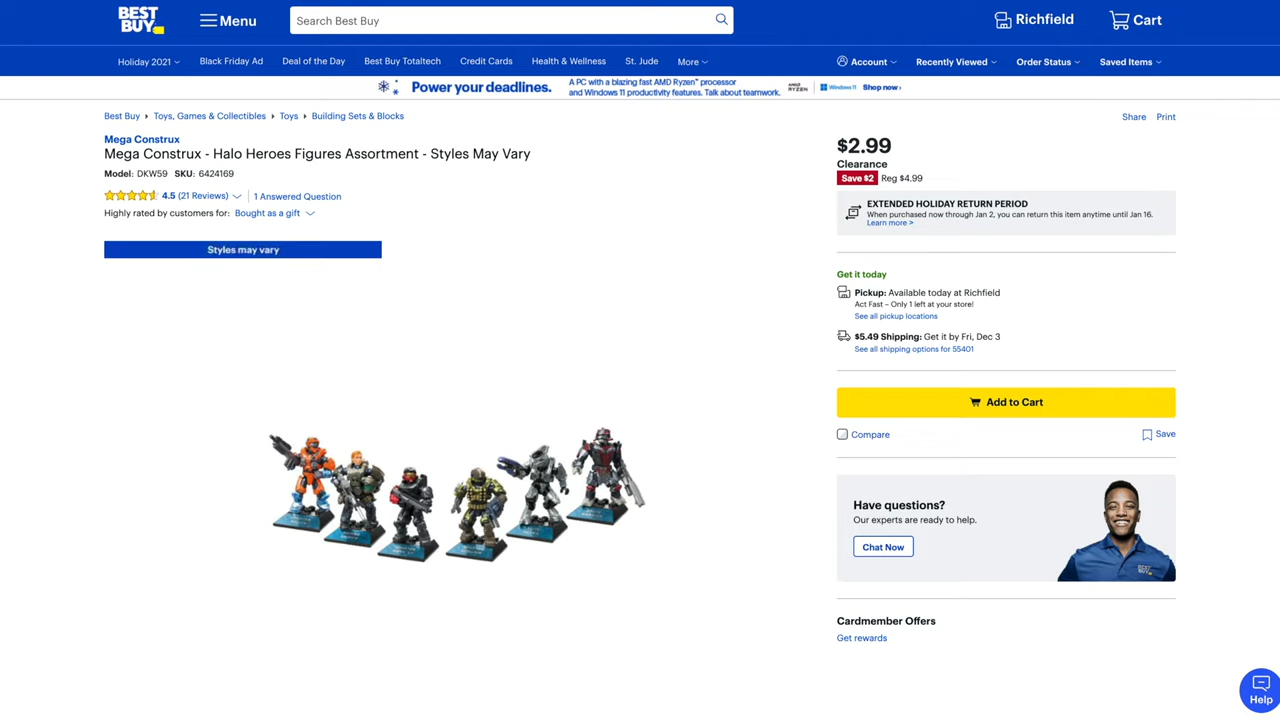 BEST BUY
Menu
Search Best Buy
Richfield
Cart
Holiday 2021
Black Friday Ad
Deal of the Day
Best Buy Totaltech
Credit Cards
Health & Wellness
St. Jude
More
Account
Recently Viewed
Order Status
Saved Items
Power your deadlines.
A PC with a blazing fast AMD Ryzen™ processor
and Windows 11 productivity features. Talk about teamwork.
AMD
RYZEN
Windows 11
Shop now ›
Best Buy
Toys, Games & Collectibles
Toys
Building Sets & Blocks
Share
Print
Mega Construx
Mega Construx - Halo Heroes Figures Assortment - Styles May Vary
Model: DKW59 SKU: 6424169
4.5 (21 Reviews)
1 Answered Question
Highly rated by customers for: Bought as a gift
Styles may vary
$2.99
Clearance
Save $2 Reg $4.99
EXTENDED HOLIDAY RETURN PERIOD
When purchased now through Jan 2, you can return this item anytime until Jan 16.
Learn more >
Get it today
Pickup: Available today at Richfield
Act Fast – Only 1 left at your store!
See all pickup locations
$5.49 Shipping: Get it by Fri, Dec 3
See all shipping options for 55401
Add to Cart
Compare
Save
Have questions?
Our experts are ready to help.
Chat Now
BEST BUY
Cardmember Offers
Get rewards
Help